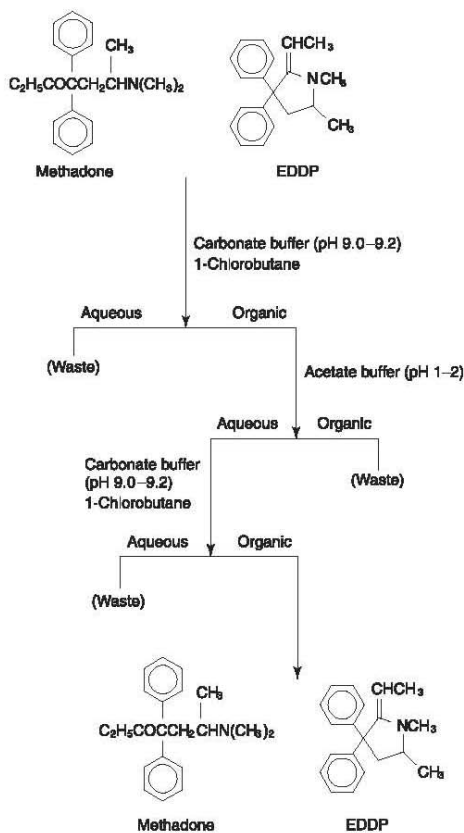 CH₃
C₂H₅COCCH₂CHN(CH₃)₂
Methadone
CHCH₃
NCH₃
CH₃
EDDP
Carbonate buffer (pH 9.0–9.2)
1-Chlorobutane
Aqueous
Organic
(Waste)
Acetate buffer (pH 1–2)
Aqueous
Organic
(Waste)
Carbonate buffer
(pH 9.0–9.2)
1-Chlorobutane
Aqueous
Organic
(Waste)
CH₃
C₂H₅COCCH₂CHN(CH₃)₂
Methadone
CHCH₃
NCH₃
CH₃
EDDP